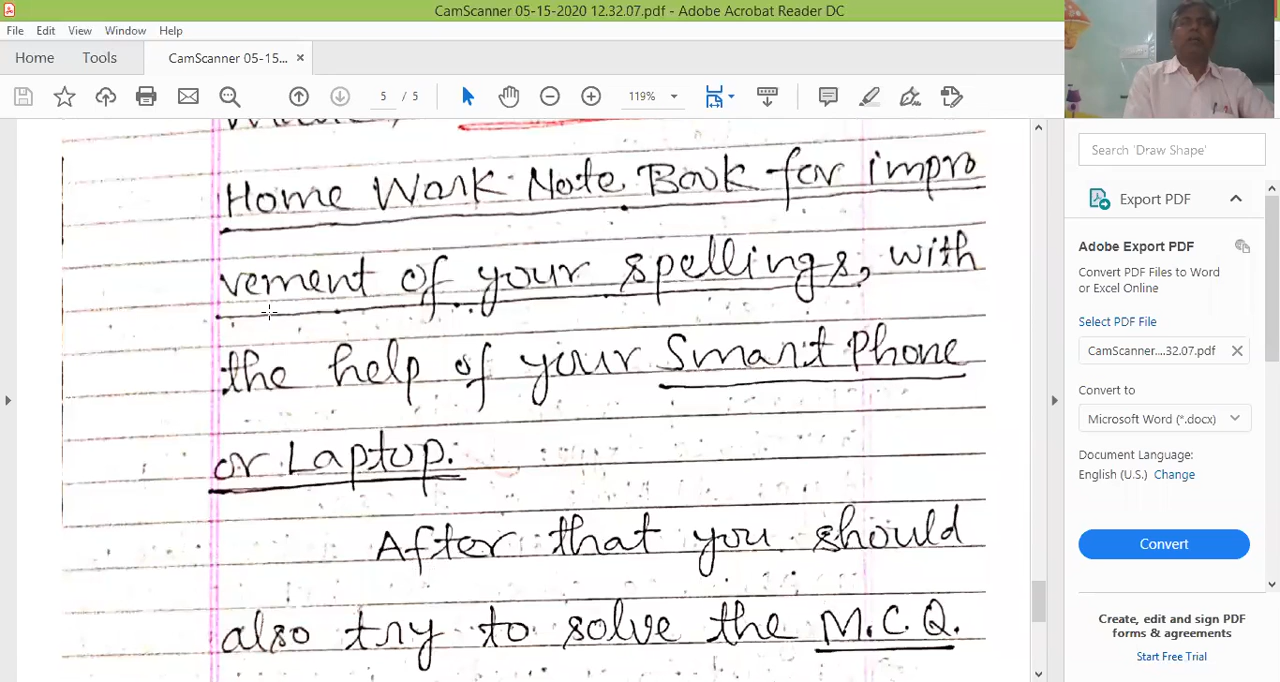 CamScanner 05-15-2020 12.32.07.pdf - Adobe Acrobat Reader DC
File Edit View Window Help
Home Tools CamScanner 05-15... ×
5 / 5 119%
Home Work Note Book for impro
vement of your spellings, with
the help of your Smart Phone
or Laptop.
After that you should
also try to solve the M.C.Q.
Search 'Draw Shape'
Export PDF
Adobe Export PDF
Convert PDF Files to Word
or Excel Online
Select PDF File
CamScanner....32.07.pdf
Convert to
Microsoft Word (*.docx)
Document Language:
English (U.S.) Change
Convert
Create, edit and sign PDF
forms & agreements
Start Free Trial